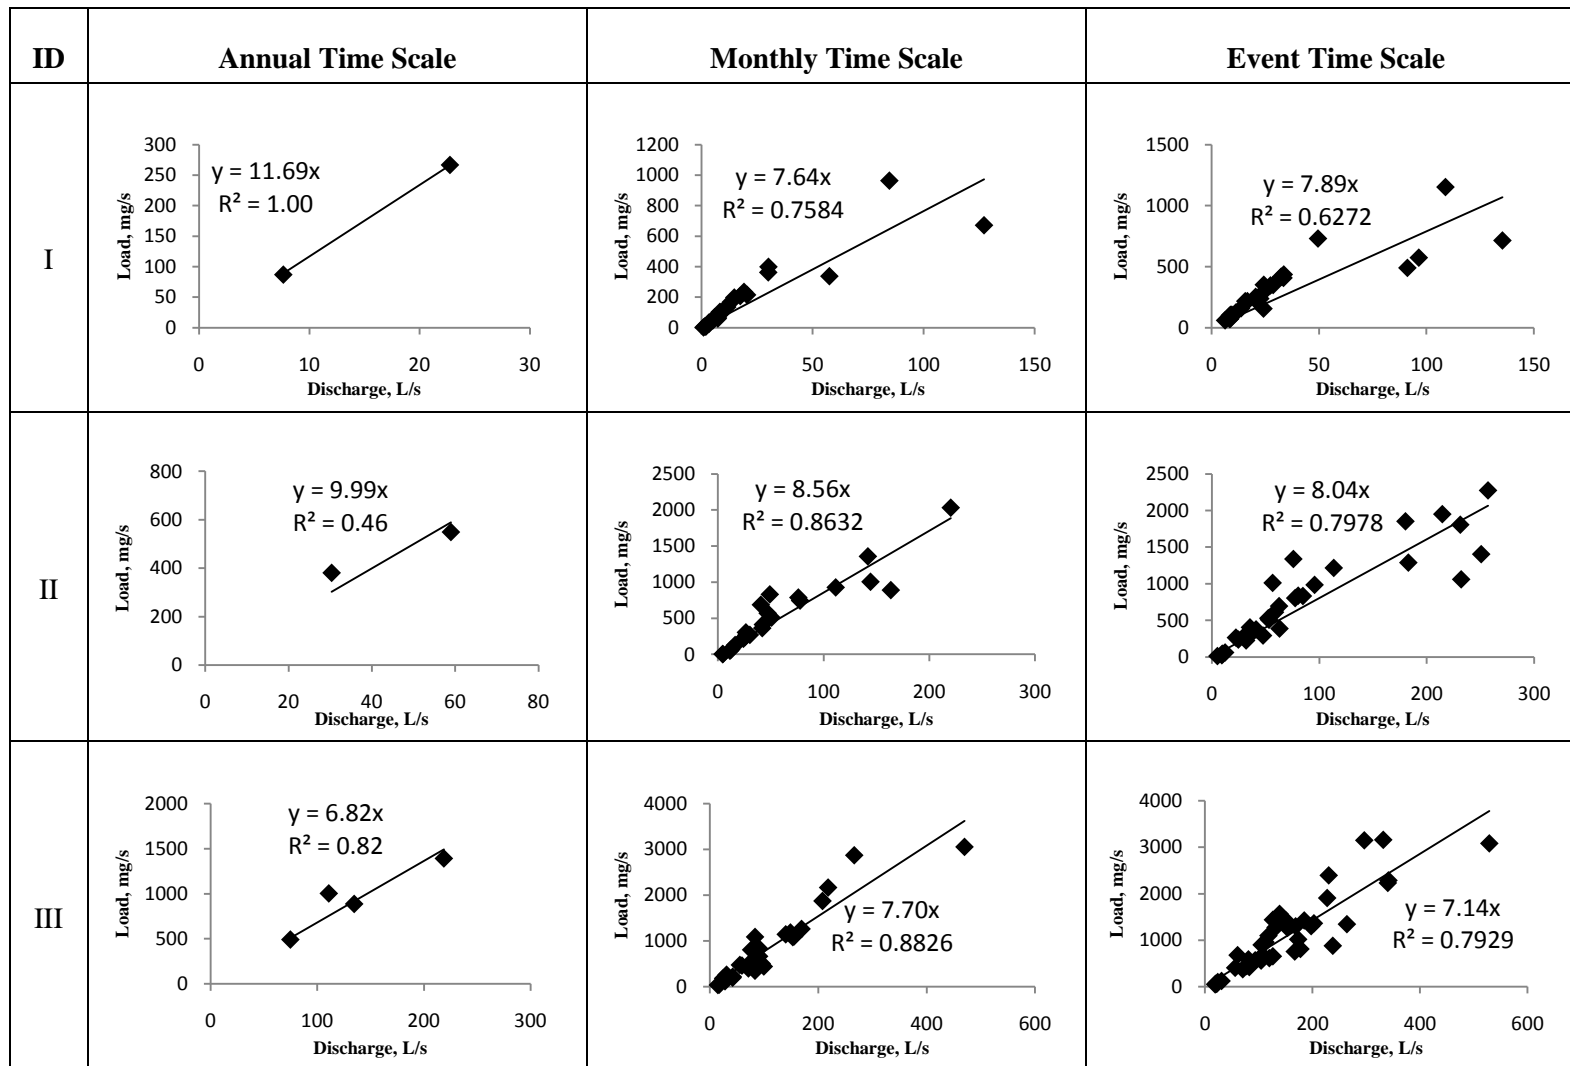 ID Annual Time Scale Monthly Time Scale Event Time Scale
I
300
250
200
150
100
50
0
0 10 20 30
y = 11.69x
R² = 1.00
Load, mg/s
Discharge, L/s
1200
1000
800
600
400
200
0
0 50 100 150
y = 7.64x
R² = 0.7584
Load, mg/s
Discharge, L/s
1500
1000
500
0
0 50 100 150
y = 7.89x
R² = 0.6272
Load, mg/s
Discharge, L/s
II
800
600
400
200
0
0 20 40 60 80
y = 9.99x
R² = 0.46
Load, mg/s
Discharge, L/s
2500
2000
1500
1000
500
0
0 100 200 300
y = 8.56x
R² = 0.8632
Load, mg/s
Discharge, L/s
2500
2000
1500
1000
500
0
0 100 200 300
y = 8.04x
R² = 0.7978
Load, mg/s
Discharge, L/s
III
2000
1500
1000
500
0
0 100 200 300
y = 6.82x
R² = 0.82
Load, mg/s
Discharge, L/s
4000
3000
2000
1000
0
0 200 400 600
y = 7.70x
R² = 0.8826
Load, mg/s
Discharge, L/s
4000
3000
2000
1000
0
0 200 400 600
y = 7.14x
R² = 0.7929
Load, mg/s
Discharge, L/s